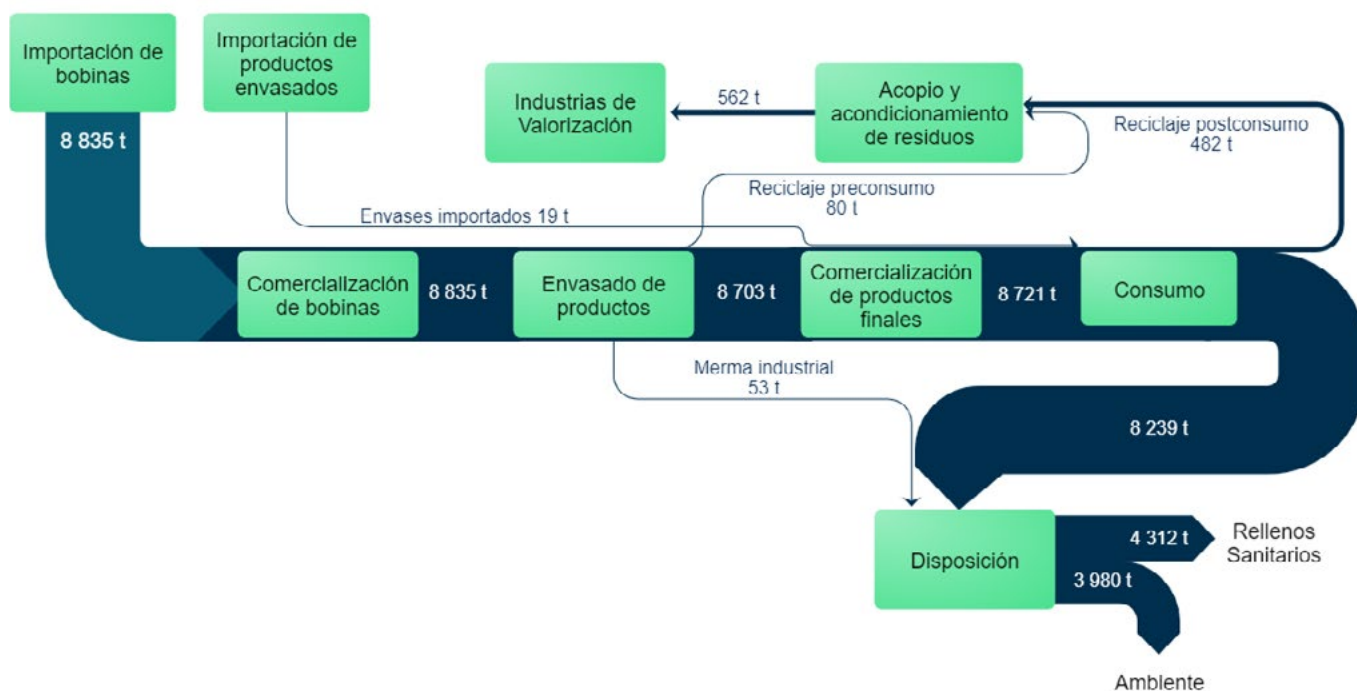 Importación de
bobinas
Importación de
productos
envasados
Industrias de
Valorización
562 t
Acopio y
acondicionamiento
de residuos
Reciclaje postconsumo
482 t
8 835 t
Reciclaje preconsumo
80 t
Envases importados 19 t
Comercialización
de bobinas
8 835 t
Envasado de
productos
8 703 t
Comercialización
de productos
finales
8 721 t
Consumo
Merma industrial
53 t
8 239 t
Disposición
4 312 t
Rellenos
Sanitarios
3 980 t
Ambiente